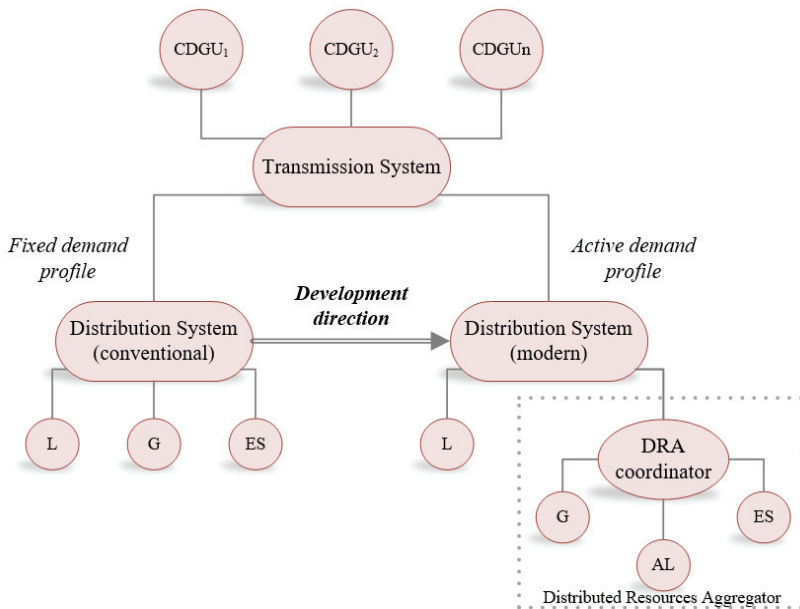 CDGU₁
CDGU₂
CDGUn
Transmission System
Fixed demand
profile
Active demand
profile
Development
direction
Distribution System
(conventional)
Distribution System
(modern)
L
G
ES
L
DRA
coordinator
G
ES
AL
Distributed Resources Aggregator